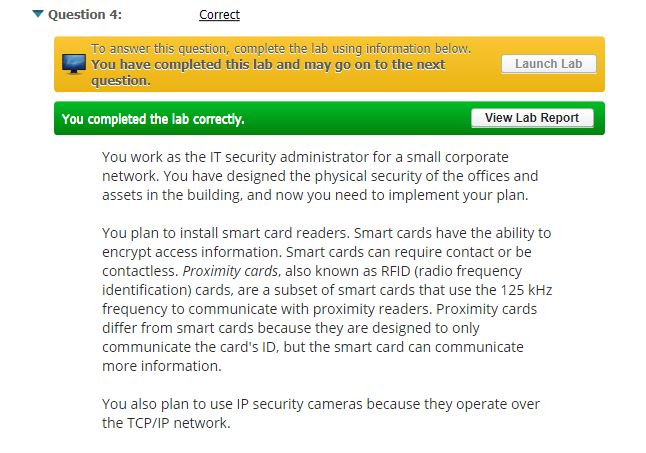 Question 4: Correct
To answer this question, complete the lab using information below.
You have completed this lab and may go on to the next
question.
Launch Lab
You completed the lab correctly.
View Lab Report
You work as the IT security administrator for a small corporate
network. You have designed the physical security of the offices and
assets in the building, and now you need to implement your plan.
You plan to install smart card readers. Smart cards have the ability to
encrypt access information. Smart cards can require contact or be
contactless. Proximity cards, also known as RFID (radio frequency
identification) cards, are a subset of smart cards that use the 125 kHz
frequency to communicate with proximity readers. Proximity cards
differ from smart cards because they are designed to only
communicate the card's ID, but the smart card can communicate
more information.
You also plan to use IP security cameras because they operate over
the TCP/IP network.